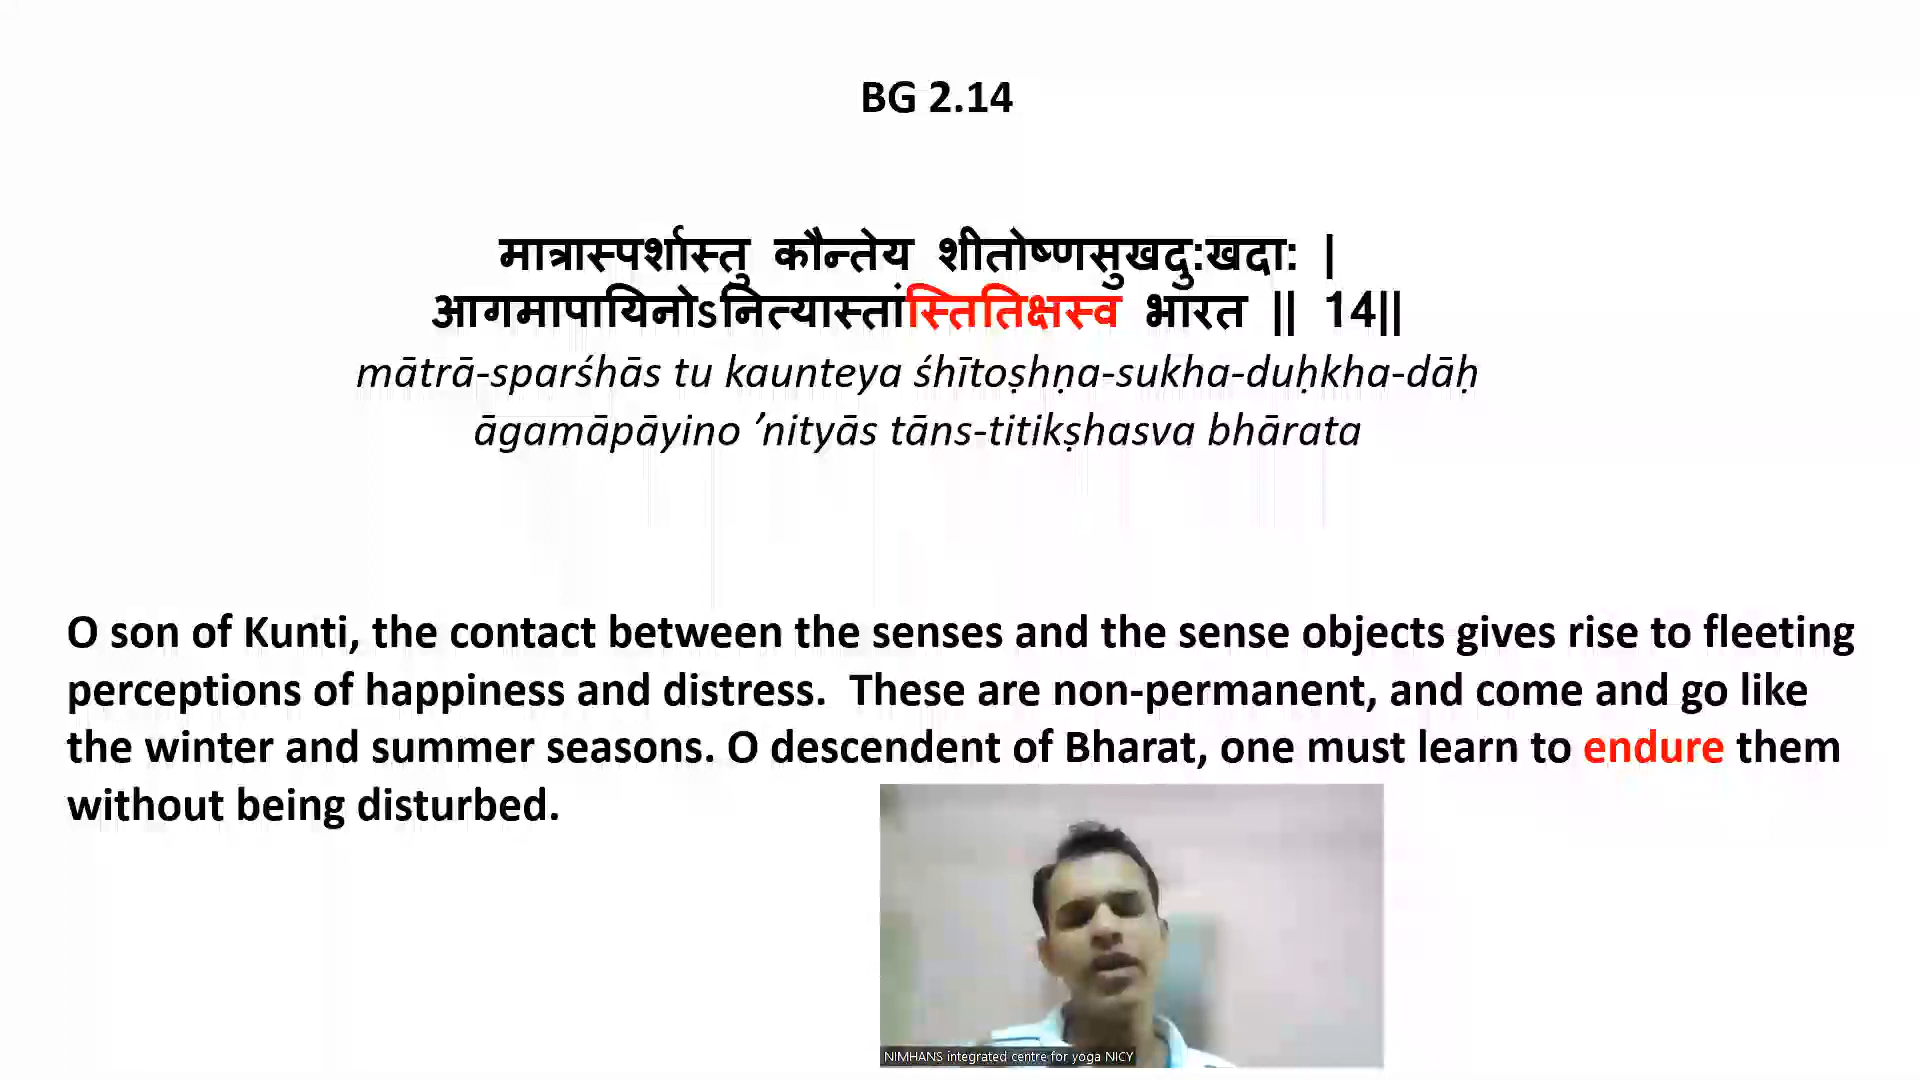 BG 2.14
मात्रास्पर्शास्तु कौन्तेय शीतोष्णसुखदु:खदा: |
आगमापायिनोऽनित्यास्तांस्तितिक्षस्व भारत || 14||
mātrā-sparśhās tu kaunteya śhītoṣhṇa-sukha-duḥkha-dāḥ
āgamāpāyino ’nityās tāns-titikṣhasva bhārata
O son of Kunti, the contact between the senses and the sense objects gives rise to fleeting
perceptions of happiness and distress.  These are non-permanent, and come and go like
the winter and summer seasons. O descendent of Bharat, one must learn to endure them
without being disturbed.
NIMHANS integrated centre for yoga NICY